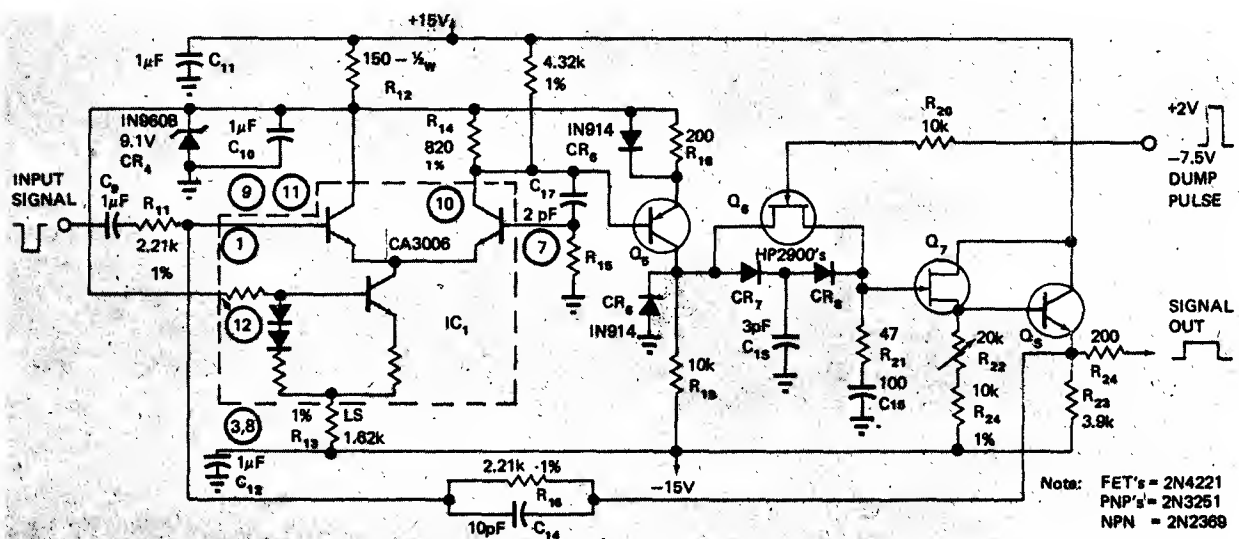 +15V
1μF
C11
150 – ½W
R12
4.32k
1%
IN960B
9.1V
CR4
1μF
C10
R14
820
1%
IN914
CR6
200
R16
R20
10k
+2V
–7.5V
DUMP
PULSE
INPUT
SIGNAL
C9
1μF
R11
2.21k
1%
9
11
10
1
CA3006
C17
2 pF
7
R15
Q5
Q6
HP2900's
CR7
CR8
Q7
CR6
IN914
3pF
C1S
47
R21
100
C15
20k
R22
10k
R24
1%
Q5
SIGNAL
OUT
200
R24
R23
3.9k
12
IC1
10k
R19
3,8
1%
R13
LS
1.62k
1μF
C12
–15V
2.21k -1%
R16
10pF
C14
Note: FET's = 2N4221
PNP's = 2N3251
NPN = 2N2369